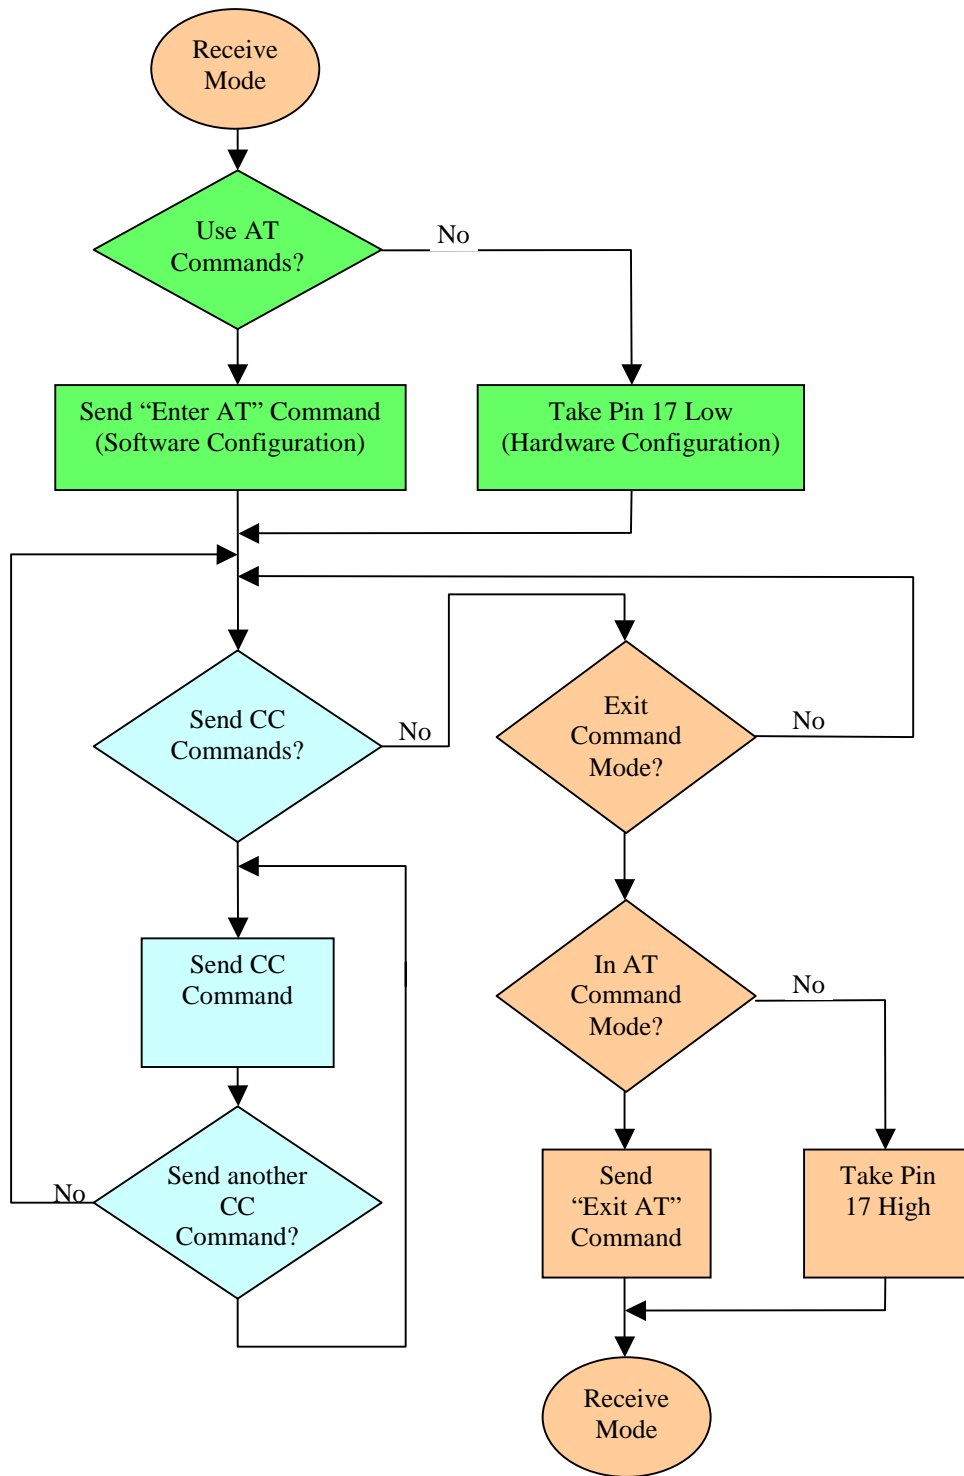 Receive
Mode
Use AT
Commands?
No
Send “Enter AT” Command
(Software Configuration)
Take Pin 17 Low
(Hardware Configuration)
Send CC
Commands?
No
Exit
Command
Mode?
No
Send CC
Command
In AT
Command
Mode?
No
Send another
CC
Command?
No
Send
“Exit AT”
Command
Take Pin
17 High
Receive
Mode